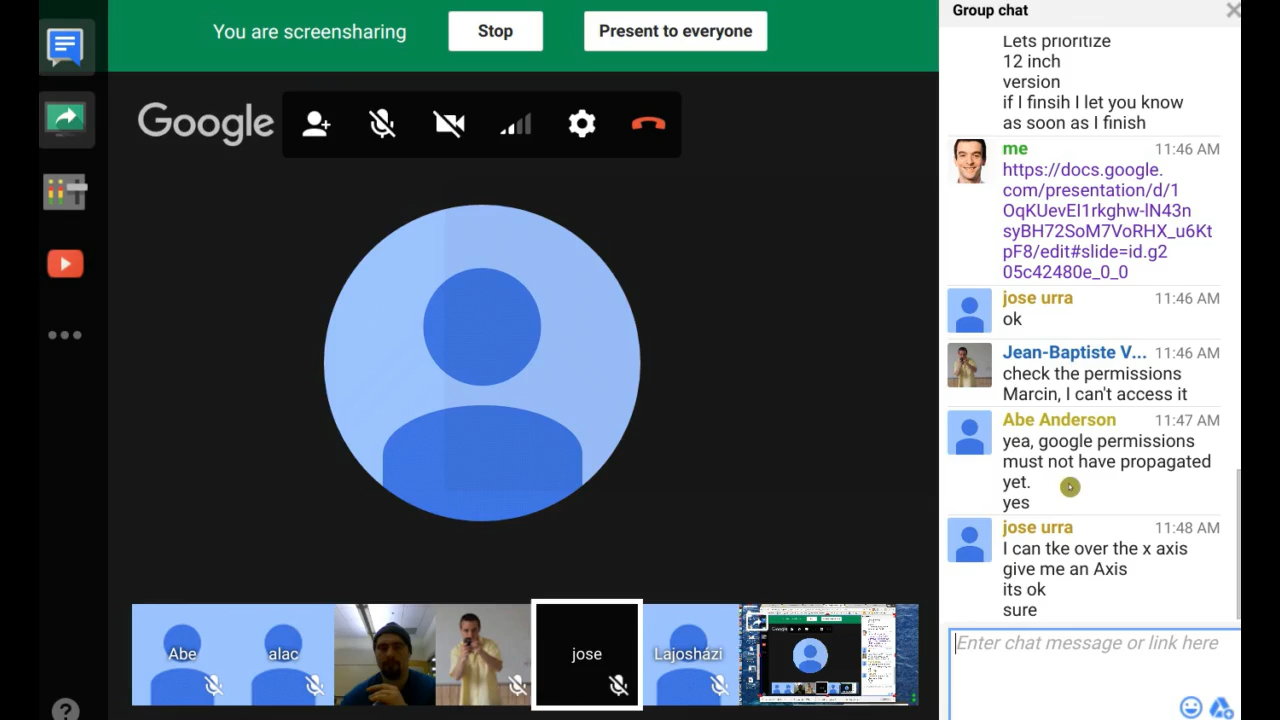 You are screensharing
Stop
Present to everyone
Google
Abe
alac
jose
Lajosházi
?
Group chat
Lets prioritize
12 inch
version
if I finsih I let you know
as soon as I finish
me 11:46 AM
https://docs.google.
com/presentation/d/1
OqKUevEI1rkghw-lN43n
syBH72SoM7VoRHX_u6Kt
pF8/edit#slide=id.g2
05c42480e_0_0
jose urra 11:46 AM
ok
Jean-Baptiste V... 11:46 AM
check the permissions
Marcin, I can't access it
Abe Anderson 11:47 AM
yea, google permissions
must not have propagated
yet.
yes
jose urra 11:48 AM
I can tke over the x axis
give me an Axis
its ok
sure
Enter chat message or link here